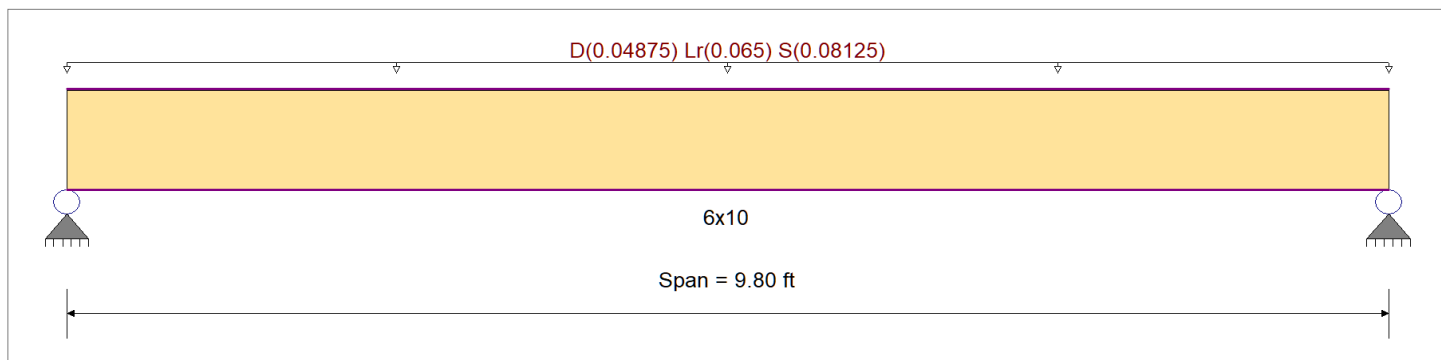 D(0.04875) Lr(0.065) S(0.08125)
6x10
Span = 9.80 ft